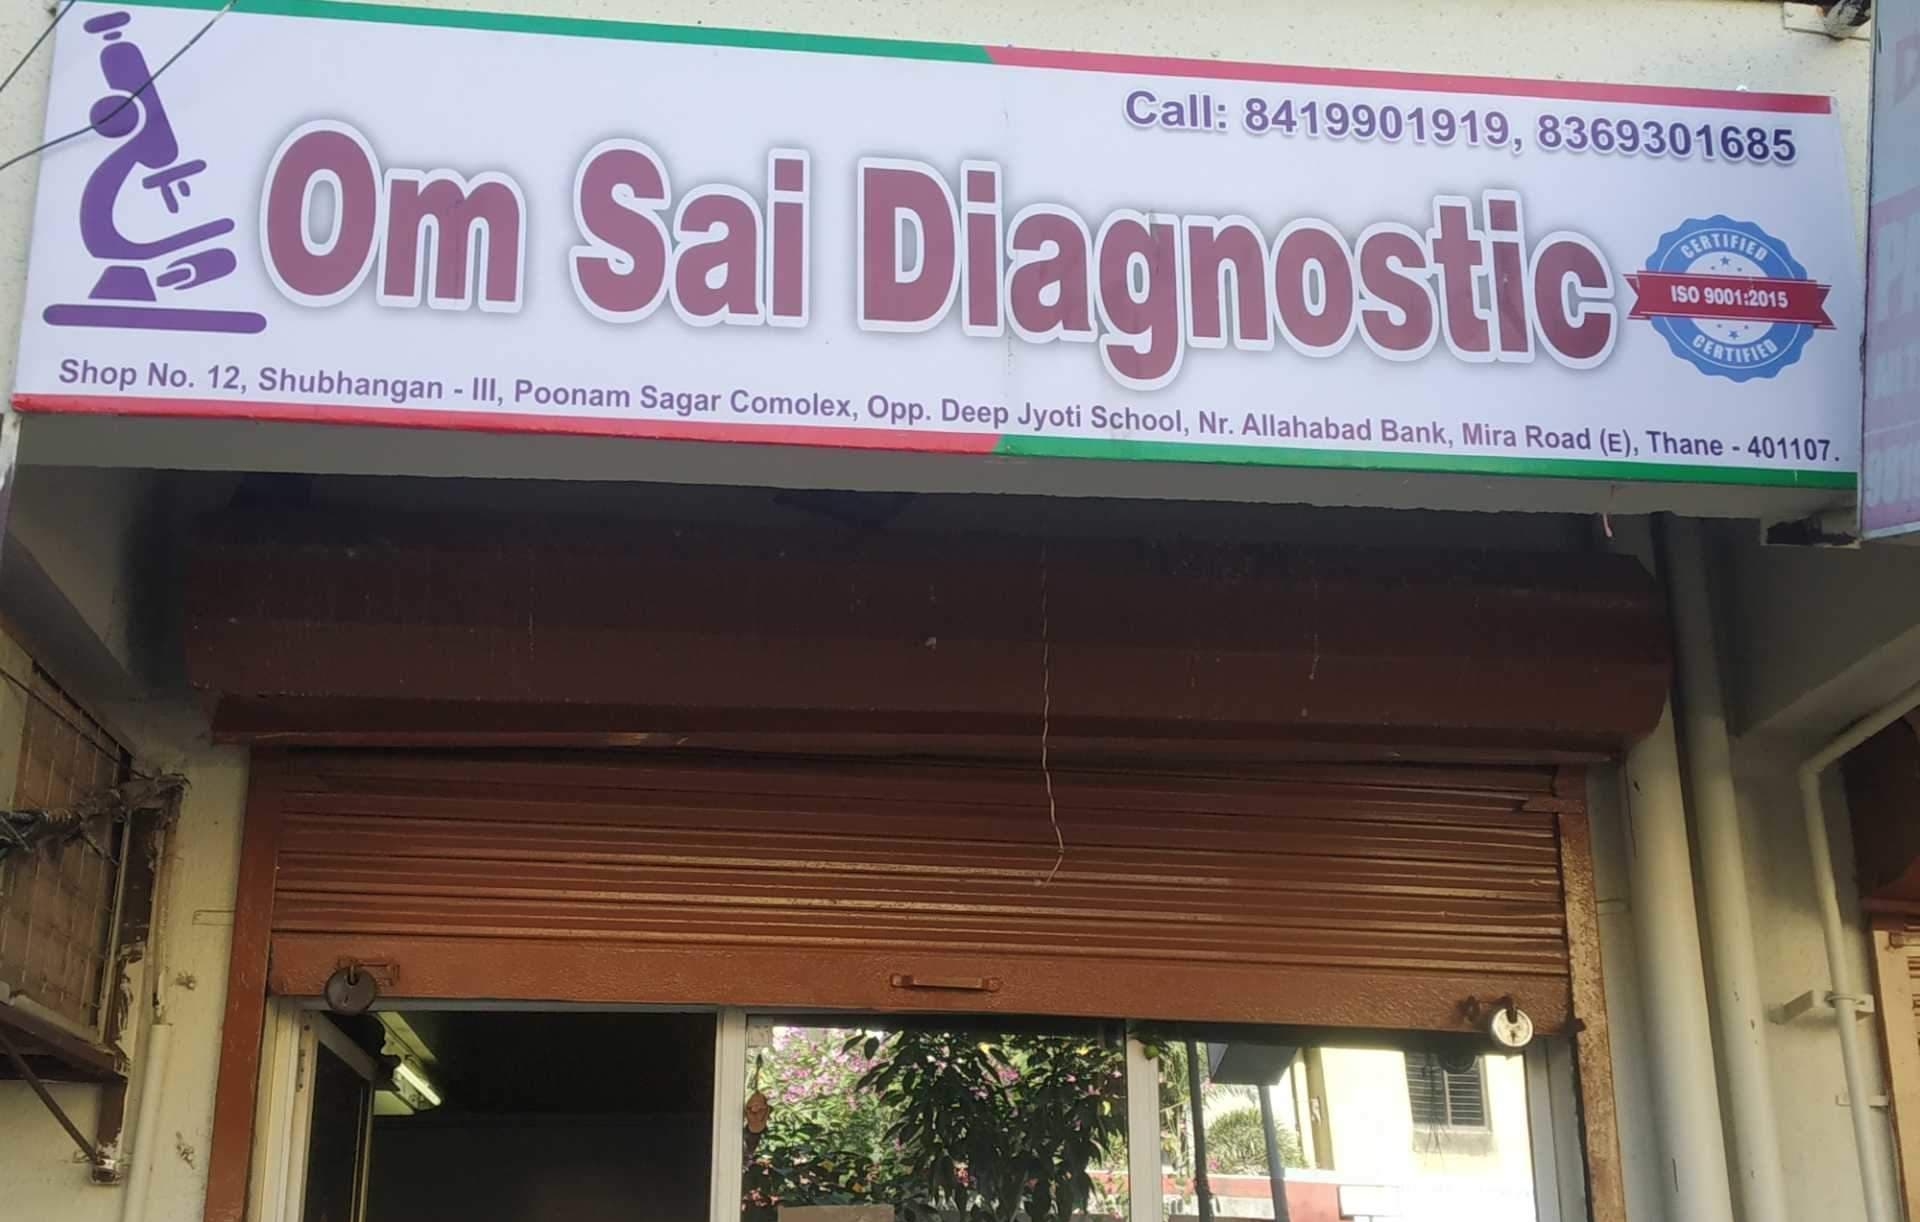 Call: 8419901919, 8369301685
Om Sai Diagnostic
CERTIFIED
ISO 9001:2015
CERTIFIED
Shop No. 12, Shubhangan - III, Poonam Sagar Comolex, Opp. Deep Jyoti School, Nr. Allahabad Bank, Mira Road (E), Thane - 401107.